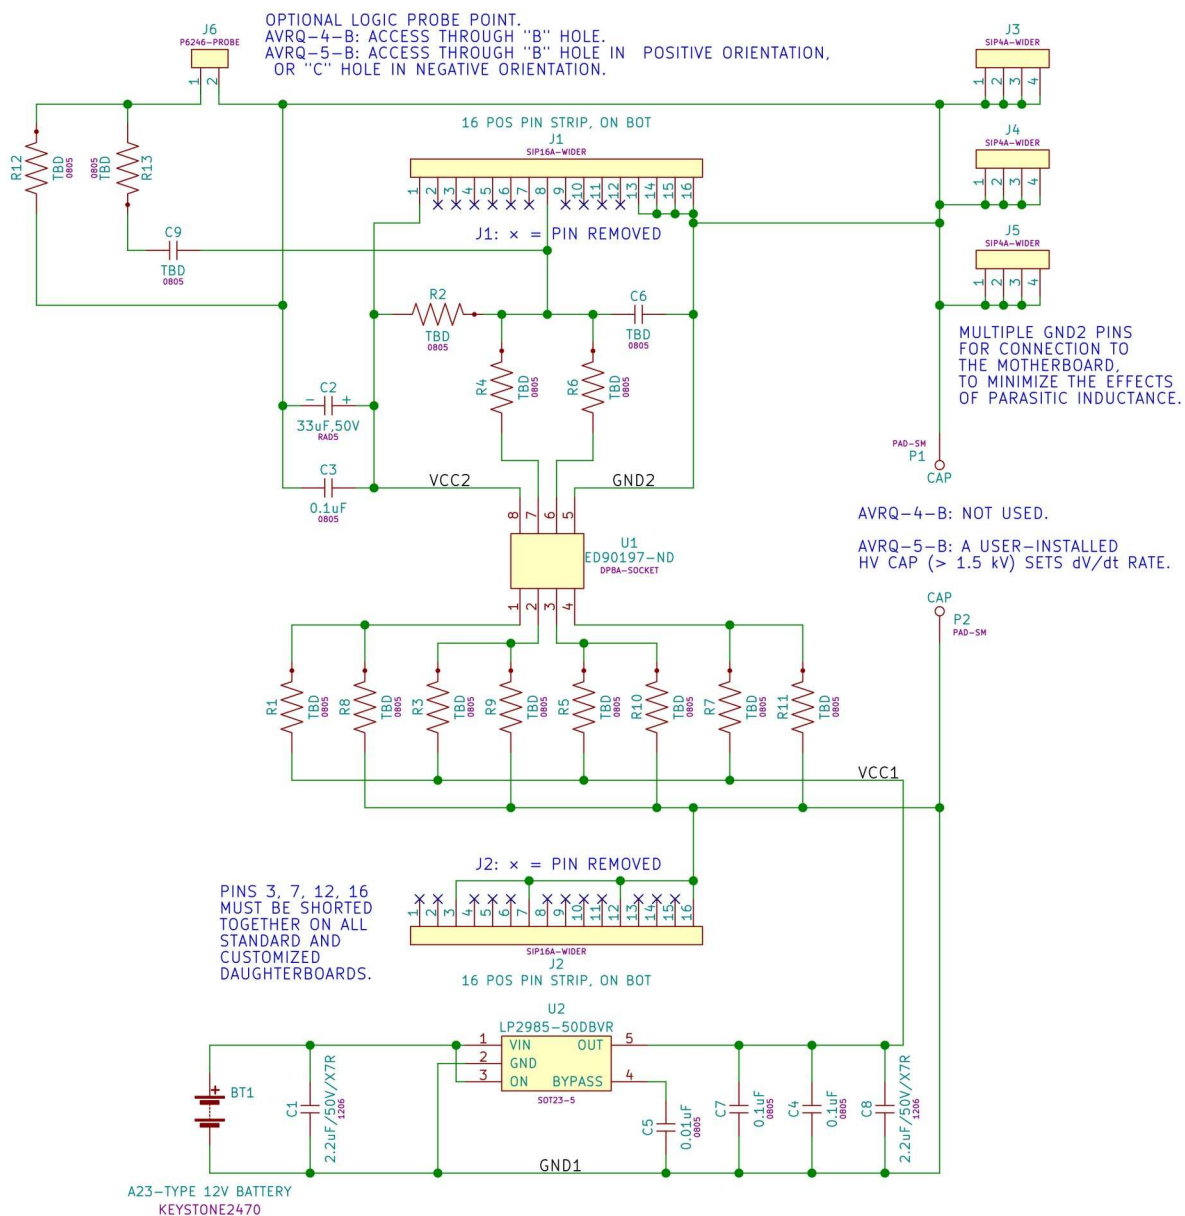 OPTIONAL LOGIC PROBE POINT.
AVRQ-4-B: ACCESS THROUGH "B" HOLE.
AVRQ-5-B: ACCESS THROUGH "B" HOLE IN POSITIVE ORIENTATION,
OR "C" HOLE IN NEGATIVE ORIENTATION.
J6
P6246-PROBE
1 2
J3
SIP4A-WIDER
1 2 3 4
16 POS PIN STRIP, ON BOT
J1
SIP16A-WIDER
1 2 3 4 5 6 7 8 9 10 11 12 13 14 15 16
J1: × = PIN REMOVED
J4
SIP4A-WIDER
1 2 3 4
J5
SIP4A-WIDER
1 2 3 4
R12 TBD 0805
R13 TBD 0805
C9
TBD
0805
R2
TBD
0805
C6
TBD
0805
R4 TBD 0805
R6 TBD 0805
MULTIPLE GND2 PINS
FOR CONNECTION TO
THE MOTHERBOARD,
TO MINIMIZE THE EFFECTS
OF PARASITIC INDUCTANCE.
C2
- +
33uF,50V
RAD5
C3
0.1uF
0805
VCC2
GND2
PAD-SM
P1
CAP
AVRQ-4-B: NOT USED.
AVRQ-5-B: A USER-INSTALLED
HV CAP (> 1.5 kV) SETS dV/dt RATE.
8 7 6 5
U1
ED90197-ND
DP8A-SOCKET
1 2 3 4
CAP
P2
PAD-SM
R1 TBD 0805
R8 TBD 0805
R3 TBD 0805
R9 TBD 0805
R5 TBD 0805
R10 TBD 0805
R7 TBD 0805
R11 TBD 0805
VCC1
J2: × = PIN REMOVED
PINS 3, 7, 12, 16
MUST BE SHORTED
TOGETHER ON ALL
STANDARD AND
CUSTOMIZED
DAUGHTERBOARDS.
1 2 3 4 5 6 7 8 9 10 11 12 13 14 15 16
SIP16A-WIDER
J2
16 POS PIN STRIP, ON BOT
U2
LP2985-50DBVR
1 VIN OUT 5
2 GND
3 ON BYPASS 4
SOT23-5
+
BT1
C1 2.2uF/50V/X7R 1206
C5 0.01uF 0805
C7 0.1uF 0805
C4 0.1uF 0805
C8 2.2uF/50V/X7R 1206
GND1
A23-TYPE 12V BATTERY
KEYSTONE2470